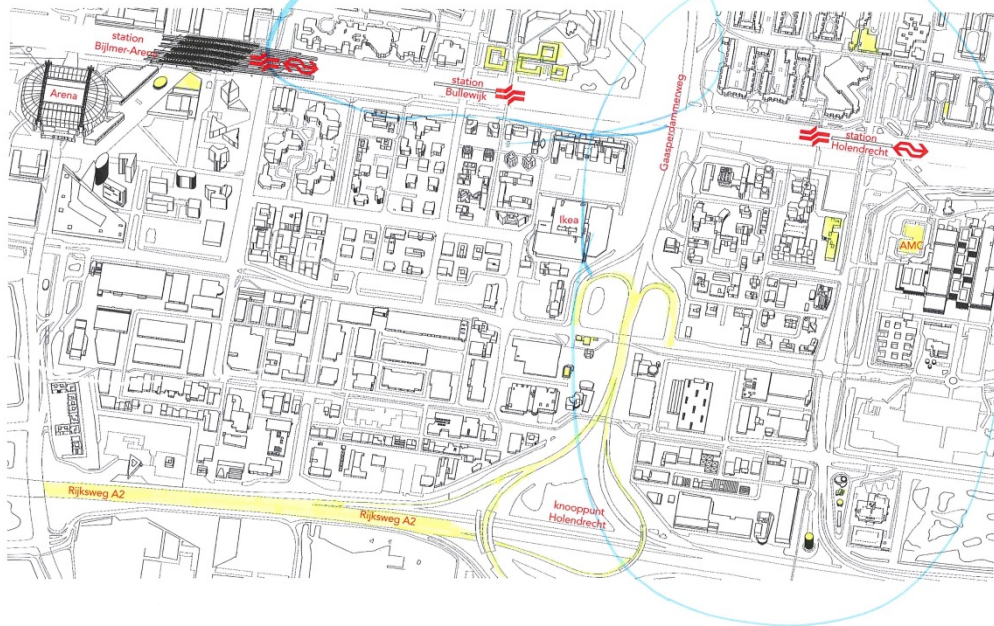 station
Bijlmer-Arena
Arena
station
Bullewijk
Gaasperdammerweg
station
Holendrecht
Ikea
AMC
Rijksweg A2
Rijksweg A2
knooppunt
Holendrecht